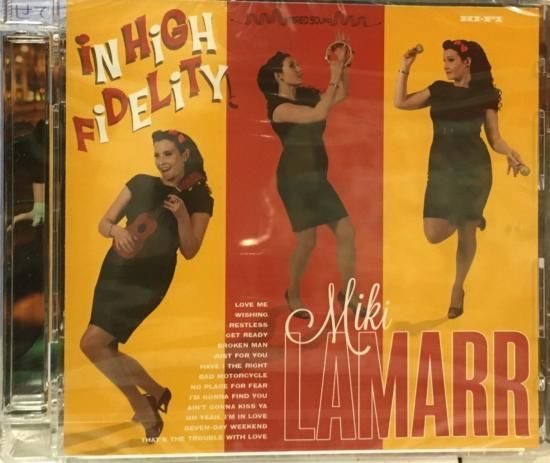 IN HIGH
FIDELITY
STEREO SOUND
HI-FI
LOVE ME
WISHING
RESTLESS
GET READY
BROKEN MAN
JUST FOR YOU
HAVE I THE RIGHT
BAD MOTORCYCLE
NO PLACE FOR FEAR
I'M GONNA FIND YOU
AIN'T GONNA KISS YA
OH YEAH, I'M IN LOVE
SEVEN-DAY WEEKEND
THAT'S THE TROUBLE WITH LOVE
Miki
LAMARR